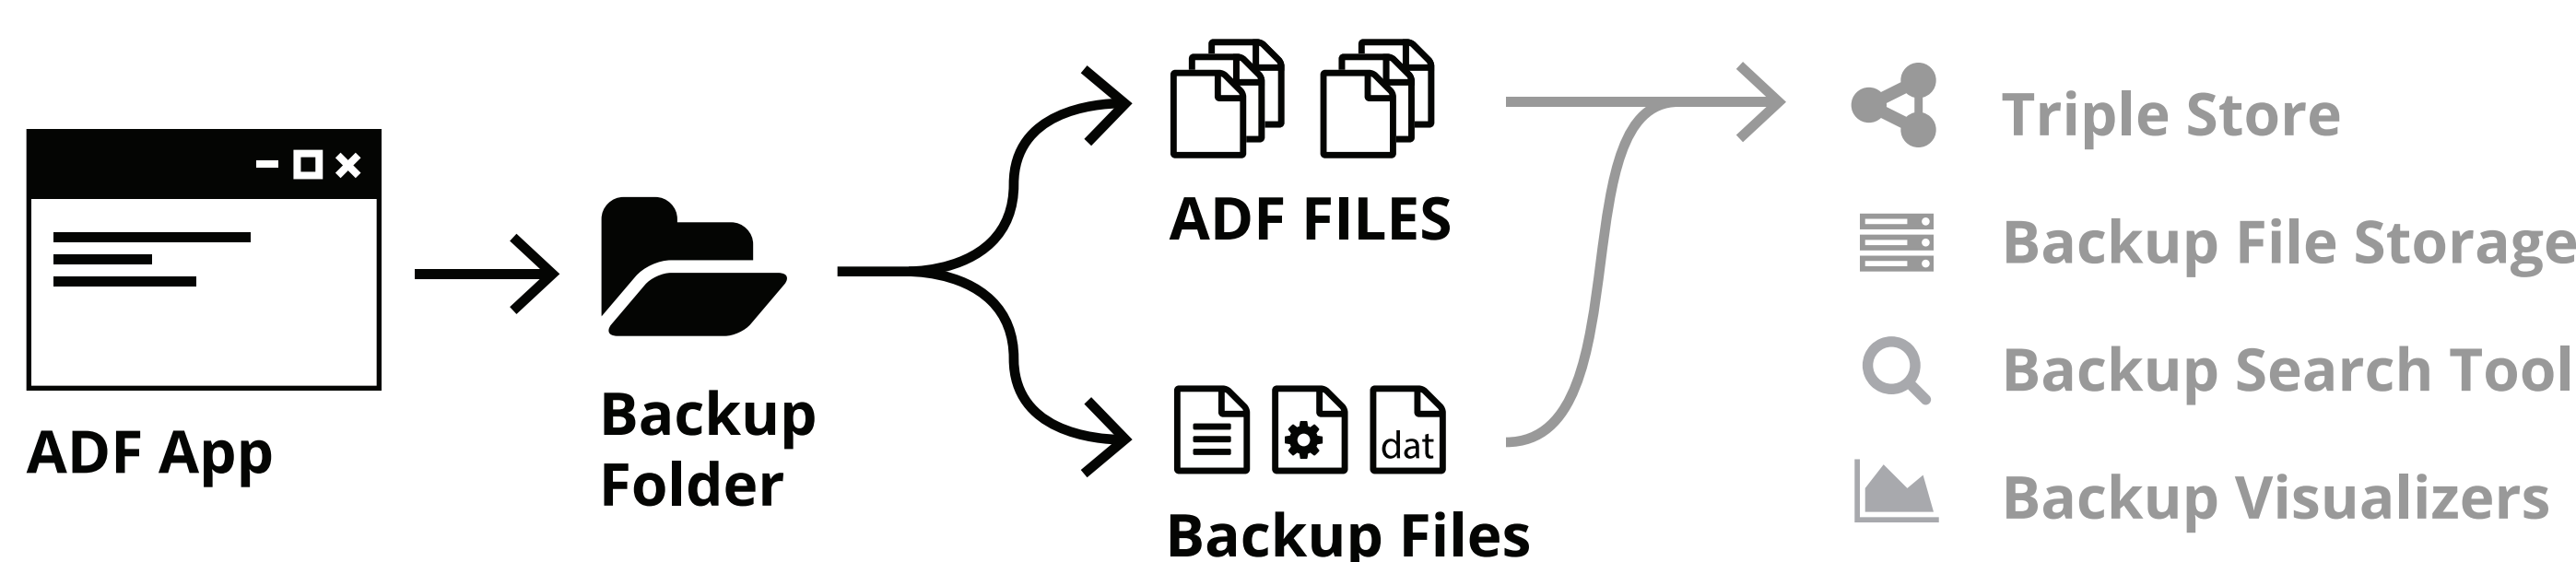 ADF App
Backup
Folder
ADF FILES
dat
Backup Files
Triple Store
Backup File Storage
Backup Search Tool
Backup Visualizers